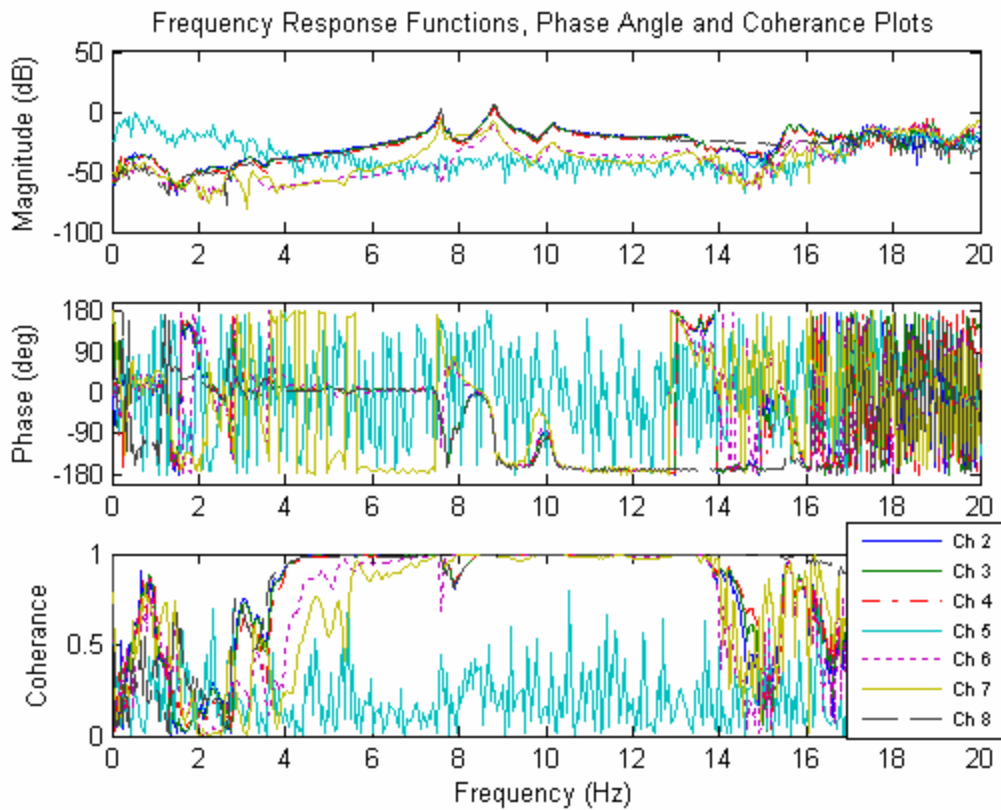 Frequency Response Functions, Phase Angle and Coherance Plots
Magnitude (dB)
50
0
-50
-100
0 2 4 6 8 10 12 14 16 18 20
Phase (deg)
180
90
0
-90
-180
0 2 4 6 8 10 12 14 16 18 20
Coherance
1
0.5
0
0 2 4 6 8 10 12 14 16 18 20
Frequency (Hz)
Ch 2
Ch 3
Ch 4
Ch 5
Ch 6
Ch 7
Ch 8